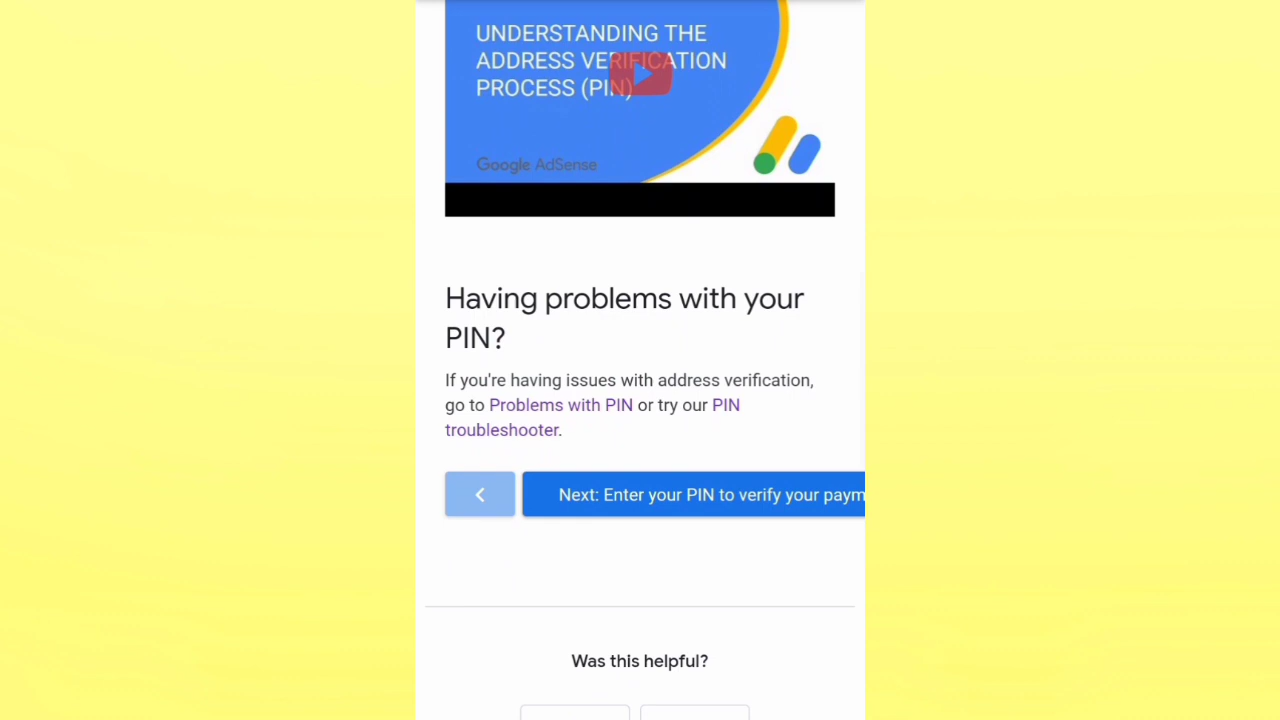 UNDERSTANDING THE
ADDRESS VERIFICATION
PROCESS (PIN)
Google AdSense
Having problems with your
PIN?
If you're having issues with address verification,
go to Problems with PIN or try our PIN
troubleshooter.
Next: Enter your PIN to verify your paym
Was this helpful?